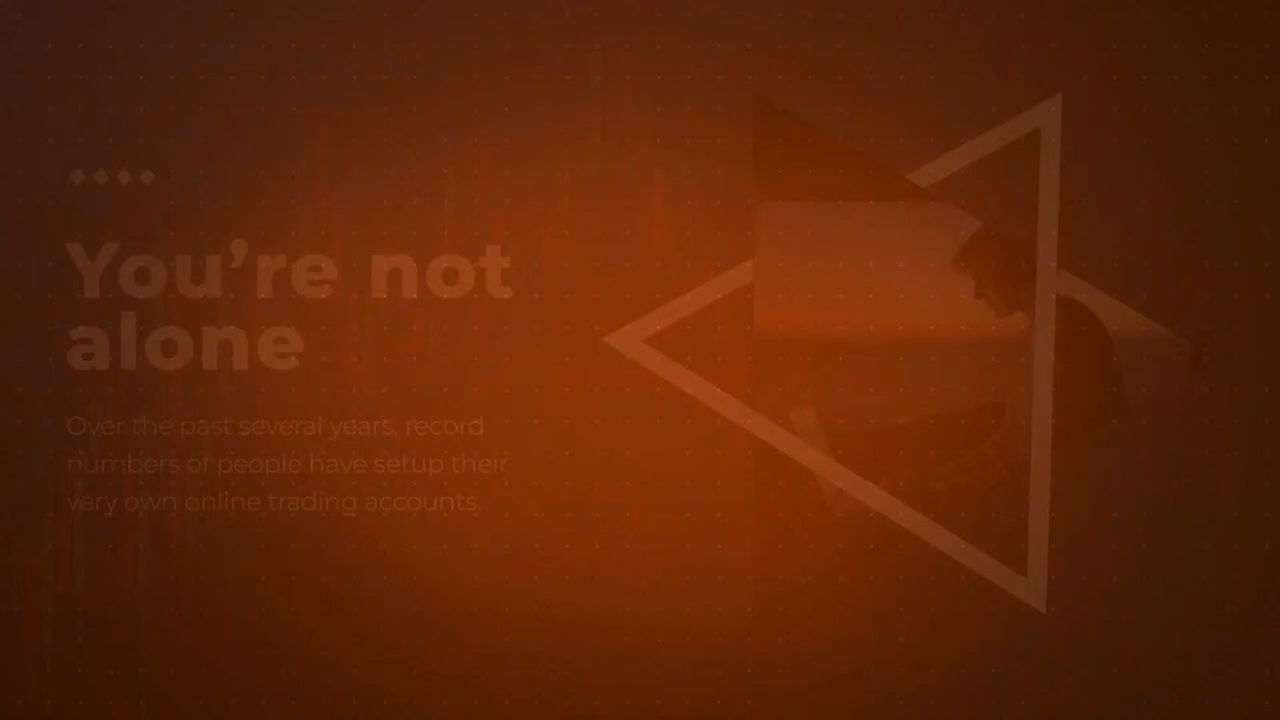 You’re not
alone
Over the past several years, record
numbers of people have setup their
very own online trading accounts.